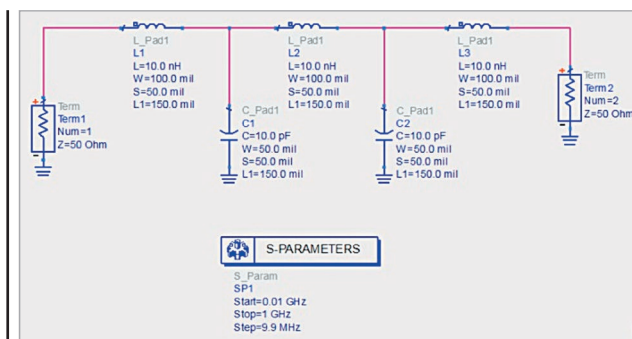 L_Pad1
L1
L=10.0 nH
W=100.0 mil
S=50.0 mil
L1=150.0 mil
L_Pad1
L2
L=10.0 nH
W=100.0 mil
S=50.0 mil
L1=150.0 mil
L_Pad1
L3
L=10.0 nH
W=100.0 mil
S=50.0 mil
L1=150.0 mil
+
Term
Term1
Num=1
Z=50 Ohm
-
C_Pad1
C1
C=10.0 pF
W=50.0 mil
S=50.0 mil
L1=150.0 mil
C_Pad1
C2
C=10.0 pF
W=50.0 mil
S=50.0 mil
L1=150.0 mil
+
Term
Term2
Num=2
Z=50 Ohm
-
S-PARAMETERS
S_Param
SP1
Start=0.01 GHz
Stop=1 GHz
Step=9.9 MHz